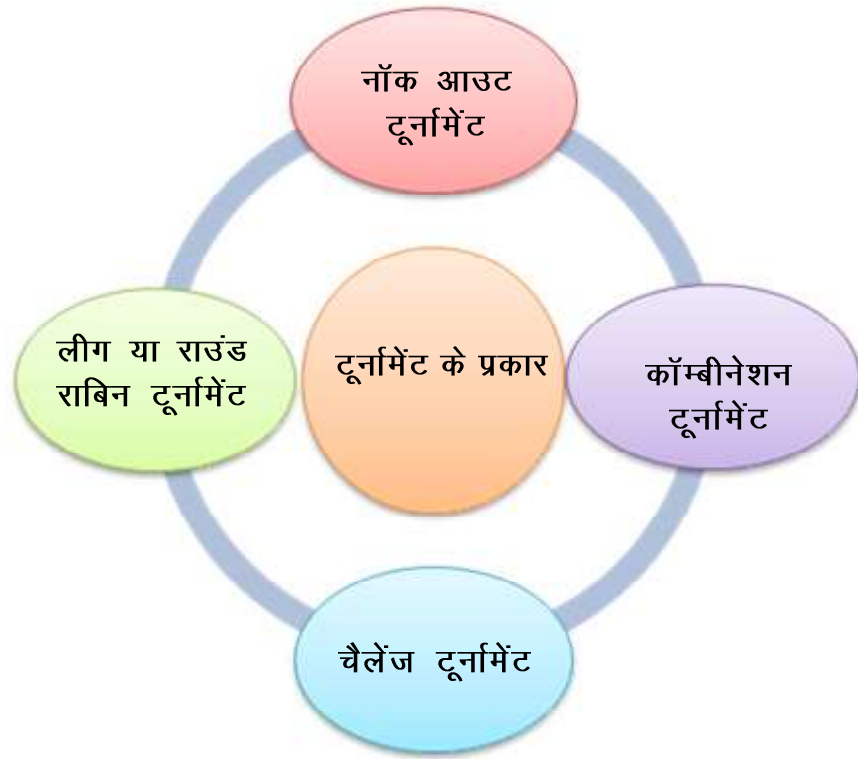 नॉक आउट
टूर्नामेंट
लीग या राउंड
राबिन टूर्नामेंट
टूर्नामेंट के प्रकार
कॉम्बीनेशन
टूर्नामेंट
चैलेंज टूर्नामेंट